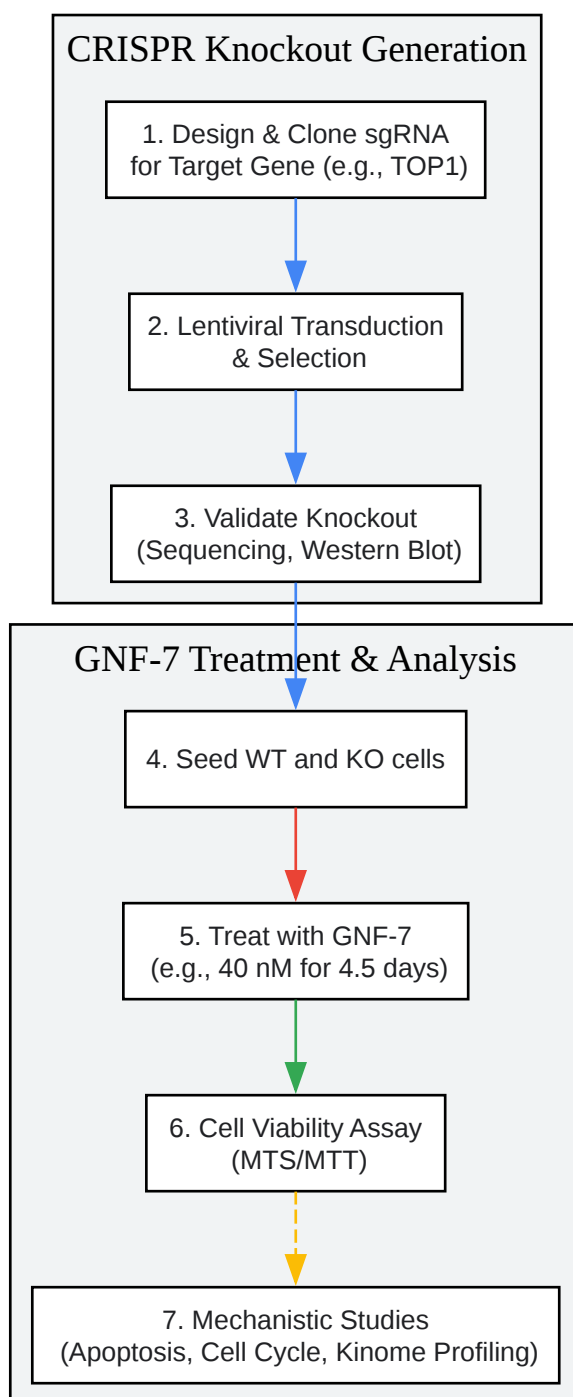 CRISPR Knockout Generation
1. Design & Clone sgRNA
for Target Gene (e.g., TOP1)
2. Lentiviral Transduction
& Selection
3. Validate Knockout
(Sequencing, Western Blot)
GNF-7 Treatment & Analysis
4. Seed WT and KO cells
5. Treat with GNF-7
(e.g., 40 nM for 4.5 days)
6. Cell Viability Assay
(MTS/MTT)
7. Mechanistic Studies
(Apoptosis, Cell Cycle, Kinome Profiling)